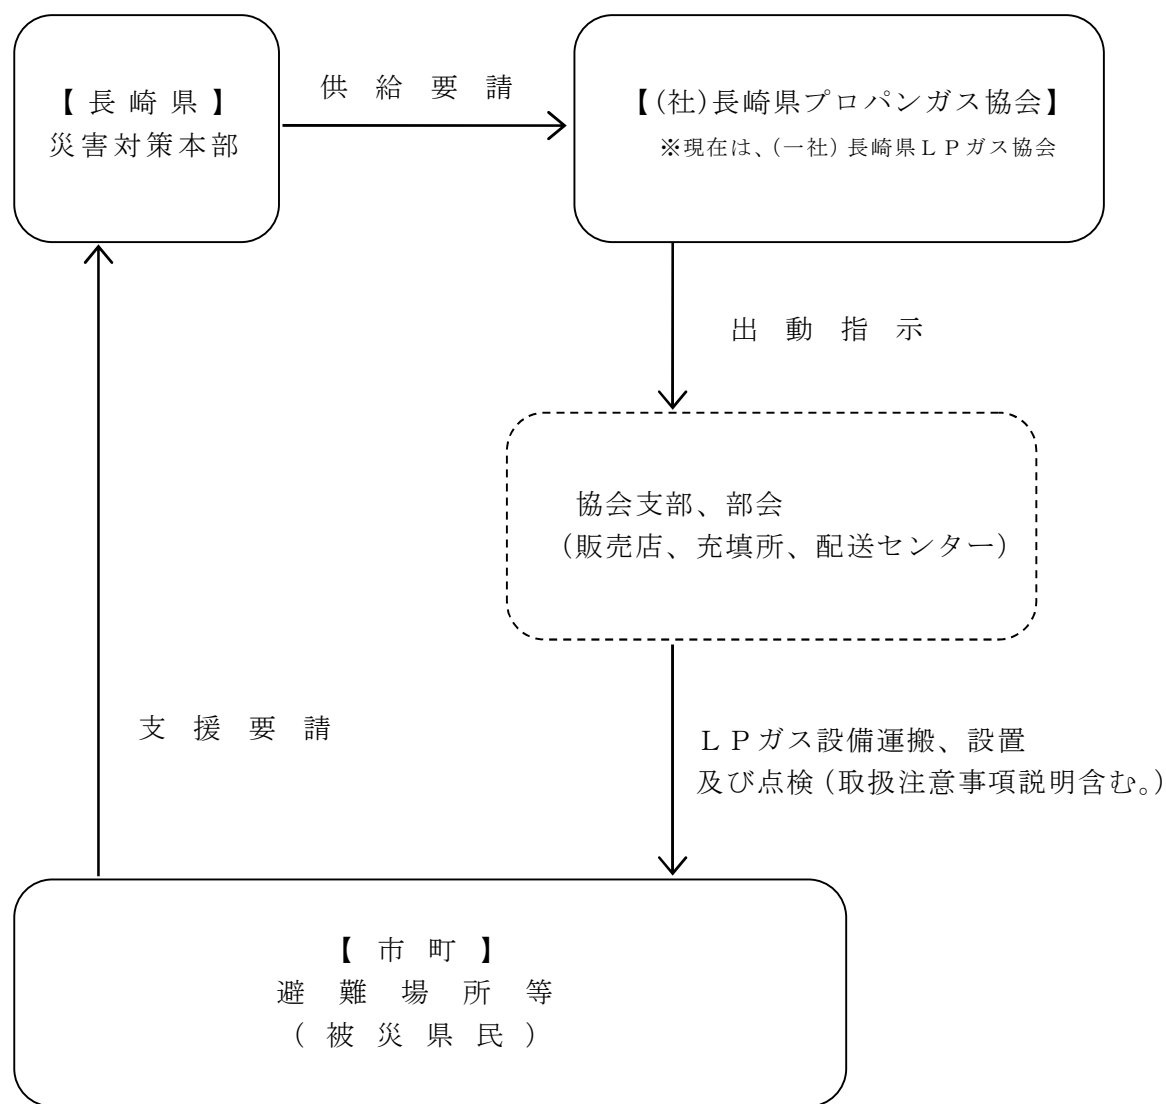 【長崎県】
災害対策本部
供給要請
【(社)長崎県プロパンガス協会】
※現在は、(一社)長崎県LPガス協会
出動指示
協会支部、部会
(販売店、充填所、配送センター)
支援要請
LPガス設備運搬、設置
及び点検(取扱注意事項説明含む。)
【市町】
避難場所等
(被災県民)